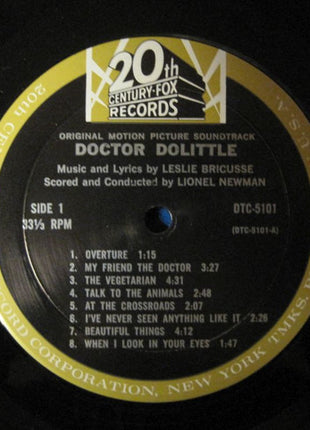 20th
CENTURY-FOX
RECORDS
ORIGINAL MOTION PICTURE SOUNDTRACK
DOCTOR DOLITTLE
Music and Lyrics by LESLIE BRICUSSE
Scored and Conducted by LIONEL NEWMAN
SIDE 1
33⅓ RPM
DTC-5101
(DTC-5101-A)
1. OVERTURE 1:15
2. MY FRIEND THE DOCTOR 3:27
3. THE VEGETARIAN 4:31
4. TALK TO THE ANIMALS 2:48
5. AT THE CROSSROADS 2:07
6. I'VE NEVER SEEN ANYTHING LIKE IT 2:26
7. BEAUTIFUL THINGS 4:12
8. WHEN I LOOK IN YOUR EYES 1:47
20th
CORPORATION, NEW YORK TMKS.
U.S.A.